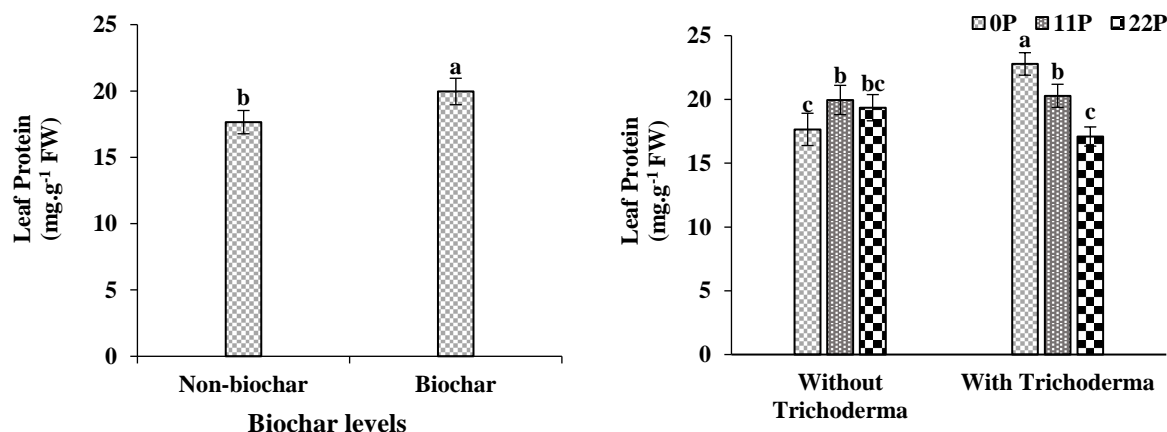 Leaf Protein
(mg.g⁻¹ FW)
25
20
15
10
5
0
b
a
Non-biochar
Biochar
Biochar levels
0P
11P
22P
Leaf Protein
(mg.g⁻¹ FW)
25
20
15
10
5
0
c
b
bc
a
b
c
Without
Trichoderma
With Trichoderma